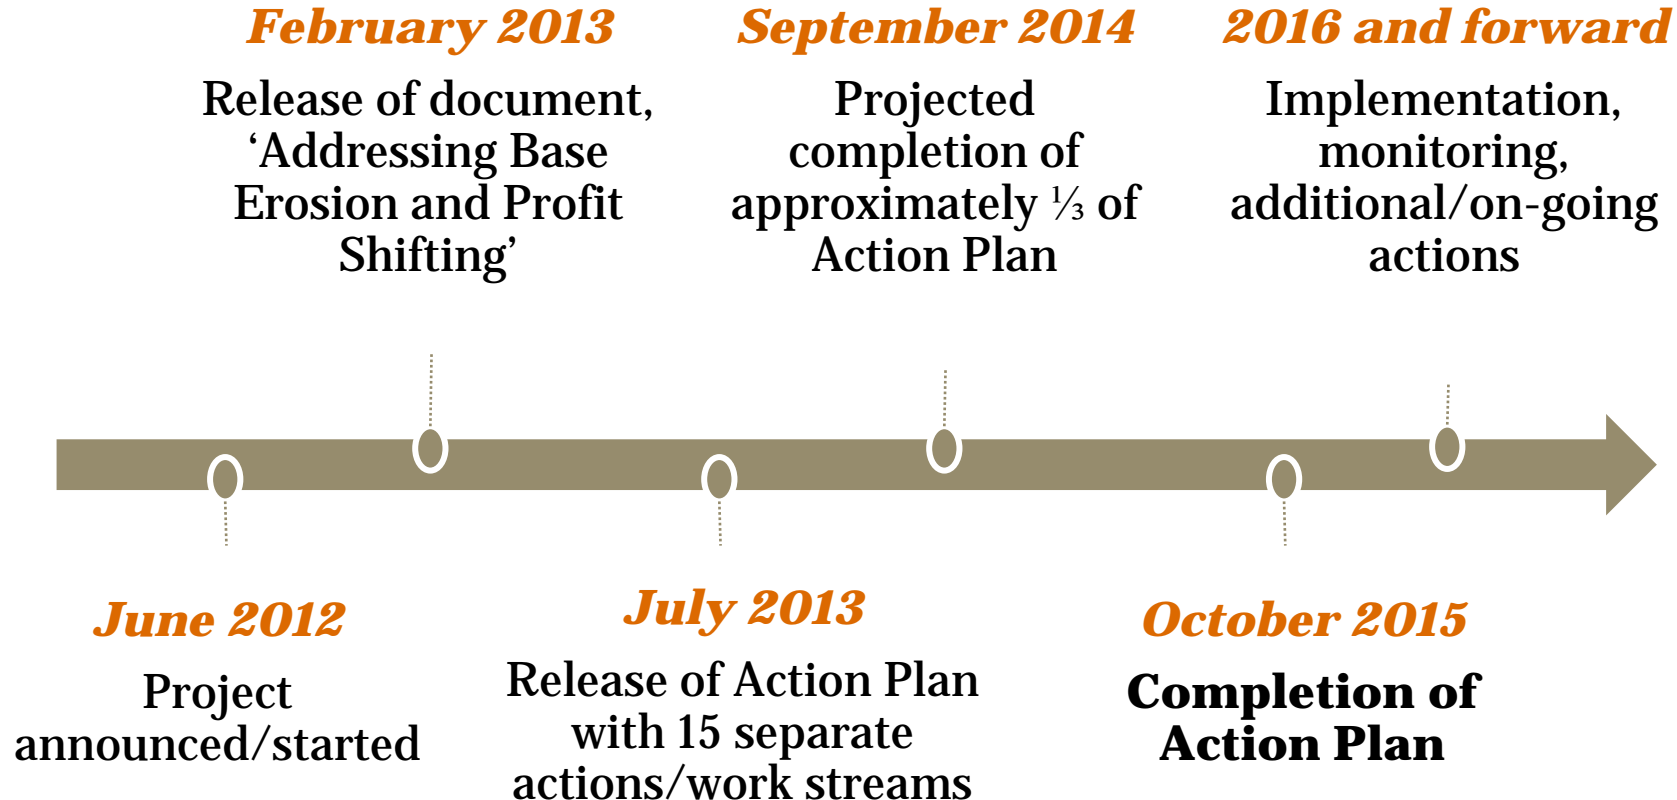 February 2013
Release of document,
‘Addressing Base
Erosion and Profit
Shifting’
September 2014
Projected
completion of
approximately ⅓ of
Action Plan
2016 and forward
Implementation,
monitoring,
additional/on-going
actions
June 2012
Project
announced/started
July 2013
Release of Action Plan
with 15 separate
actions/work streams
October 2015
Completion of
Action Plan